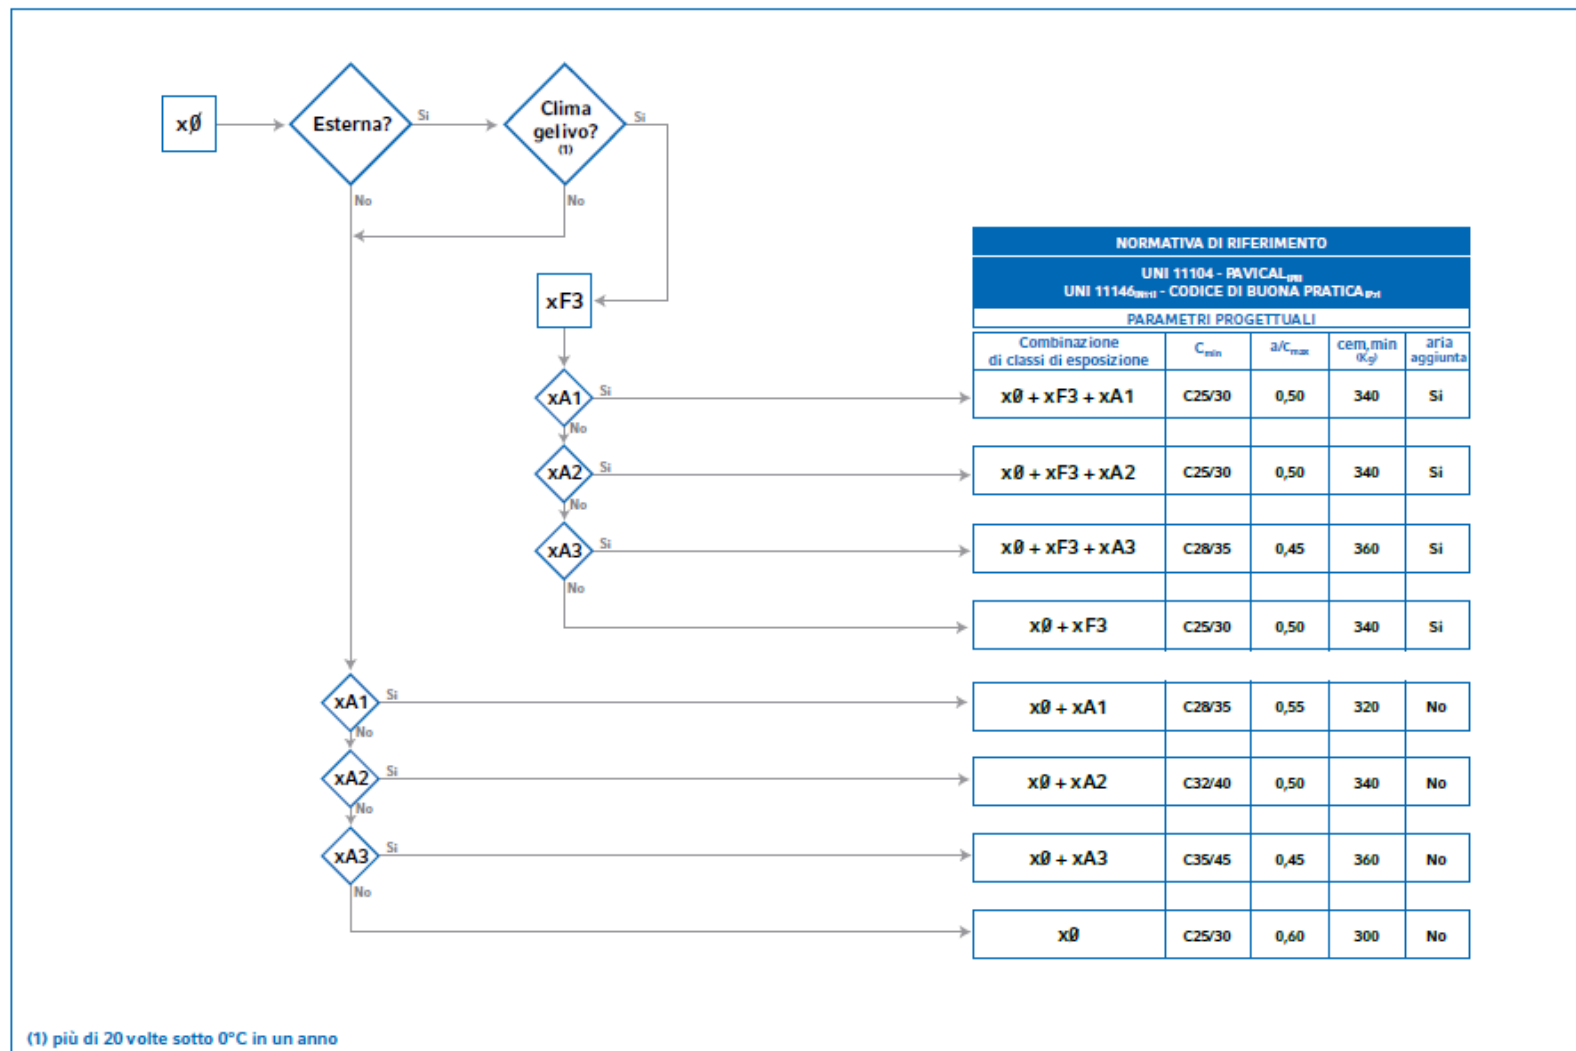 xØ
Esterna?
Si
Clima
gelivo?
(1)
Si
No
No
xF3
NORMATIVA DI RIFERIMENTO
UNI 11104 - PAVICAL
UNI 11146 - CODICE DI BUONA PRATICA
PARAMETRI PROGETTUALI
Combinazione
di classi di esposizione
Cmin
a/cmax
cem,min
(Kg)
aria
aggiunta
xA1 Si xØ + xF3 + xA1 C25/30 0,50 340 Si
No
xA2 Si xØ + xF3 + xA2 C25/30 0,50 340 Si
No
xA3 Si xØ + xF3 + xA3 C28/35 0,45 360 Si
No
xØ + xF3 C25/30 0,50 340 Si
xA1 Si xØ + xA1 C28/35 0,55 320 No
No
xA2 Si xØ + xA2 C32/40 0,50 340 No
No
xA3 Si xØ + xA3 C35/45 0,45 360 No
No
xØ C25/30 0,60 300 No
(1) più di 20 volte sotto 0°C in un anno